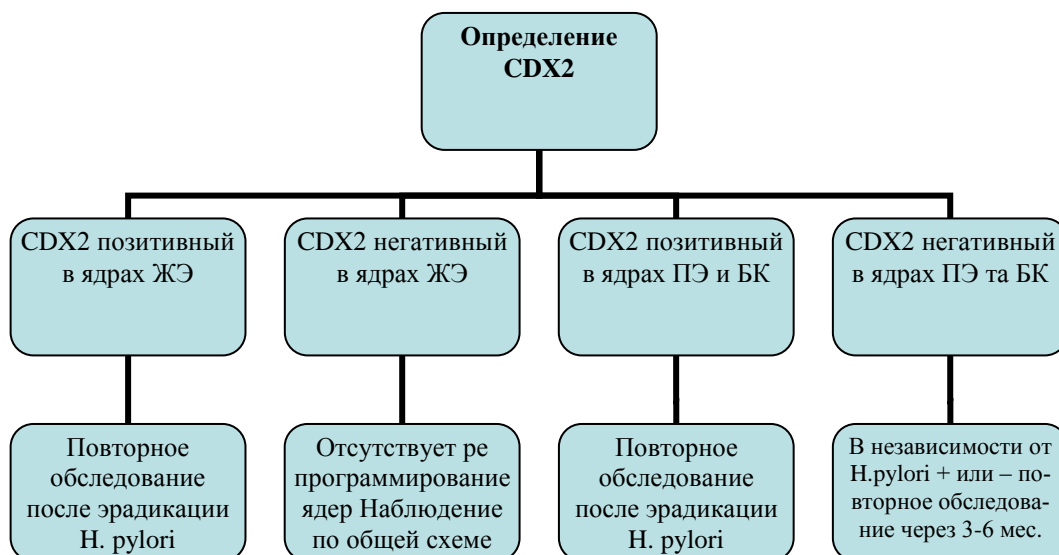 Определение
CDX2
CDX2 позитивный
в ядрах ЖЭ
CDX2 негативный
в ядрах ЖЭ
CDX2 позитивный
в ядрах ПЭ и БК
CDX2 негативный
в ядрах ПЭ та БК
Повторное
обследование
после эрадикации
H. pylori
Отсутствует ре
программирование
ядер Наблюдение
по общей схеме
Повторное
обследование
после эрадикации
H. pylori
В независимости от
H.pylori + или – по-
вторное обследова-
ние через 3-6 мес.